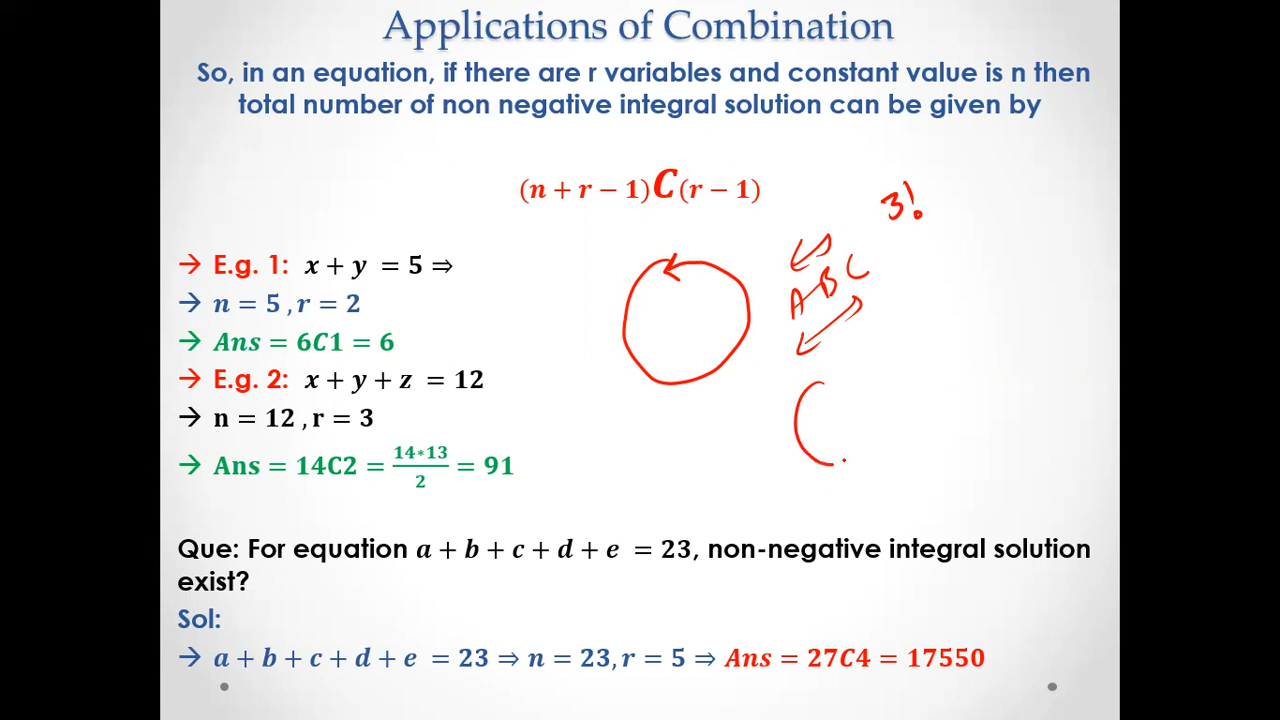 Applications of Combination
So, in an equation, if there are r variables and constant value is n then
total number of non negative integral solution can be given by
(n + r − 1)C(r − 1)
3!
→ E.g. 1: x + y = 5 ⇒
→ n = 5 , r = 2
A B C
→ Ans = 6C1 = 6
→ E.g. 2: x + y + z = 12
→ n = 12 , r = 3
→ Ans = 14C2 = 14∗13/2 = 91
Que: For equation a + b + c + d + e = 23, non-negative integral solution
exist?
Sol:
→ a + b + c + d + e = 23 ⇒ n = 23, r = 5 ⇒ Ans = 27C4 = 17550